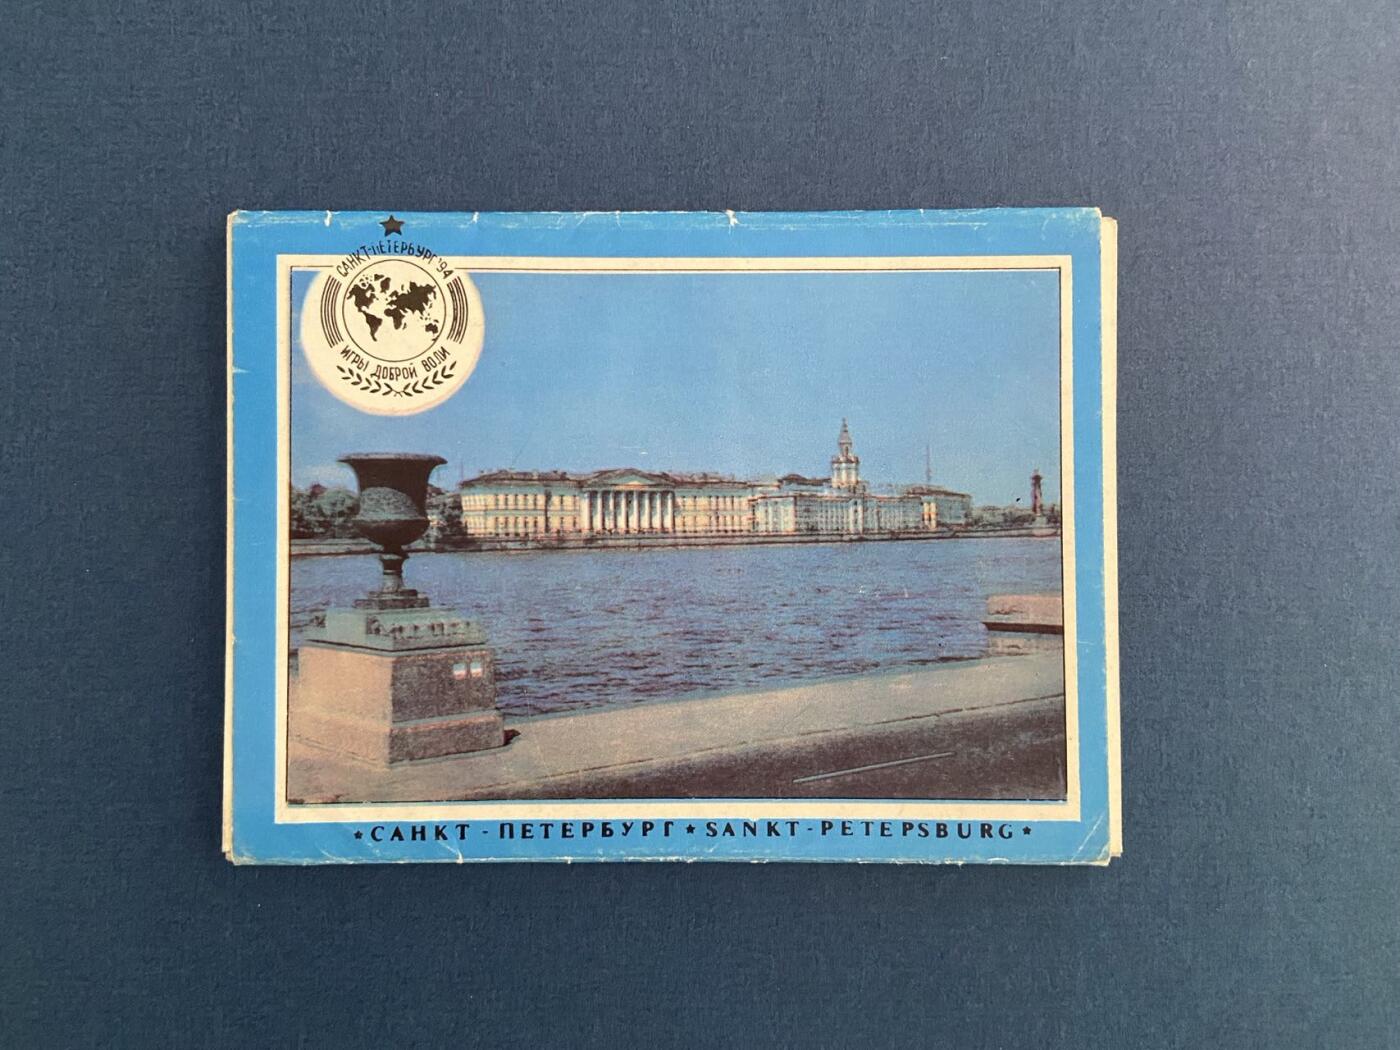 САНКТ-ПЕТЕРБУРГ'94
ИГРЫ ДОБРОЙ ВОЛИ
★САНКТ-ПЕТЕРБУРГ★SANKT-PETEPSBURG★